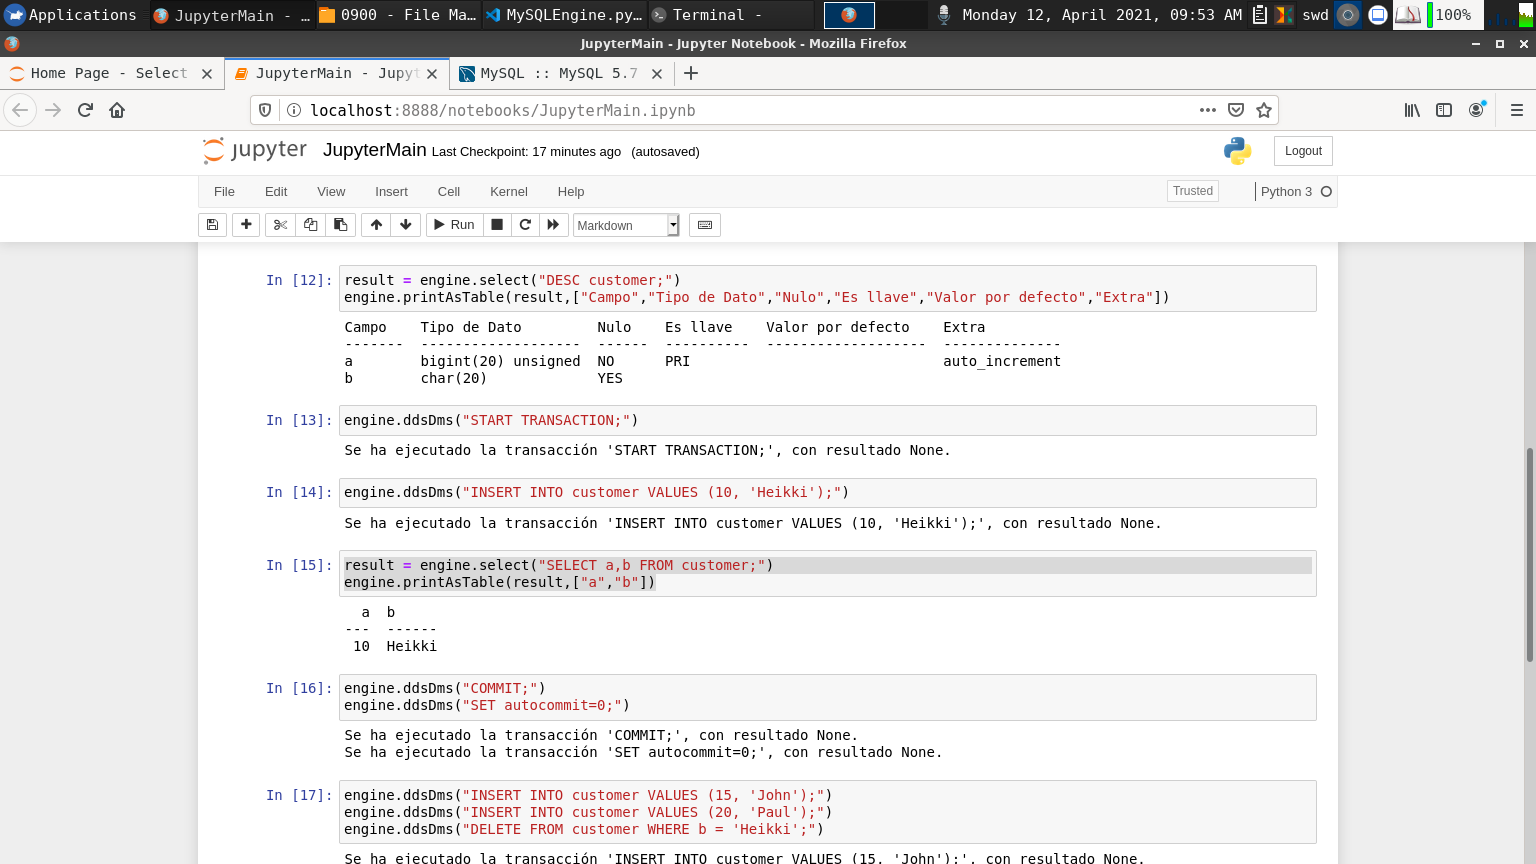 Applications JupyterMain - ... 0900 - File Ma... MySQLEngine.py... Terminal - Monday 12, April 2021, 09:53 AM swd 100%
JupyterMain - Jupyter Notebook - Mozilla Firefox
Home Page - Select JupyterMain - Jupyt MySQL :: MySQL 5.7
localhost:8888/notebooks/JupyterMain.ipynb
jupyter JupyterMain Last Checkpoint: 17 minutes ago (autosaved) Logout
File Edit View Insert Cell Kernel Help Trusted Python 3
Run Markdown
In [12]: result = engine.select("DESC customer;")
engine.printAsTable(result,["Campo","Tipo de Dato","Nulo","Es llave","Valor por defecto","Extra"])
Campo Tipo de Dato Nulo Es llave Valor por defecto Extra
------- ------------------- ------ ---------- ------------------- --------------
a bigint(20) unsigned NO PRI auto_increment
b char(20) YES
In [13]: engine.ddsDms("START TRANSACTION;")
Se ha ejecutado la transacción 'START TRANSACTION;', con resultado None.
In [14]: engine.ddsDms("INSERT INTO customer VALUES (10, 'Heikki');")
Se ha ejecutado la transacción 'INSERT INTO customer VALUES (10, 'Heikki');', con resultado None.
In [15]: result = engine.select("SELECT a,b FROM customer;")
engine.printAsTable(result,["a","b"])
a b
--- ------
10 Heikki
In [16]: engine.ddsDms("COMMIT;")
engine.ddsDms("SET autocommit=0;")
Se ha ejecutado la transacción 'COMMIT;', con resultado None.
Se ha ejecutado la transacción 'SET autocommit=0;', con resultado None.
In [17]: engine.ddsDms("INSERT INTO customer VALUES (15, 'John');")
engine.ddsDms("INSERT INTO customer VALUES (20, 'Paul');")
engine.ddsDms("DELETE FROM customer WHERE b = 'Heikki';")
Se ha ejecutado la transacción 'INSERT INTO customer VALUES (15, 'John');', con resultado None.